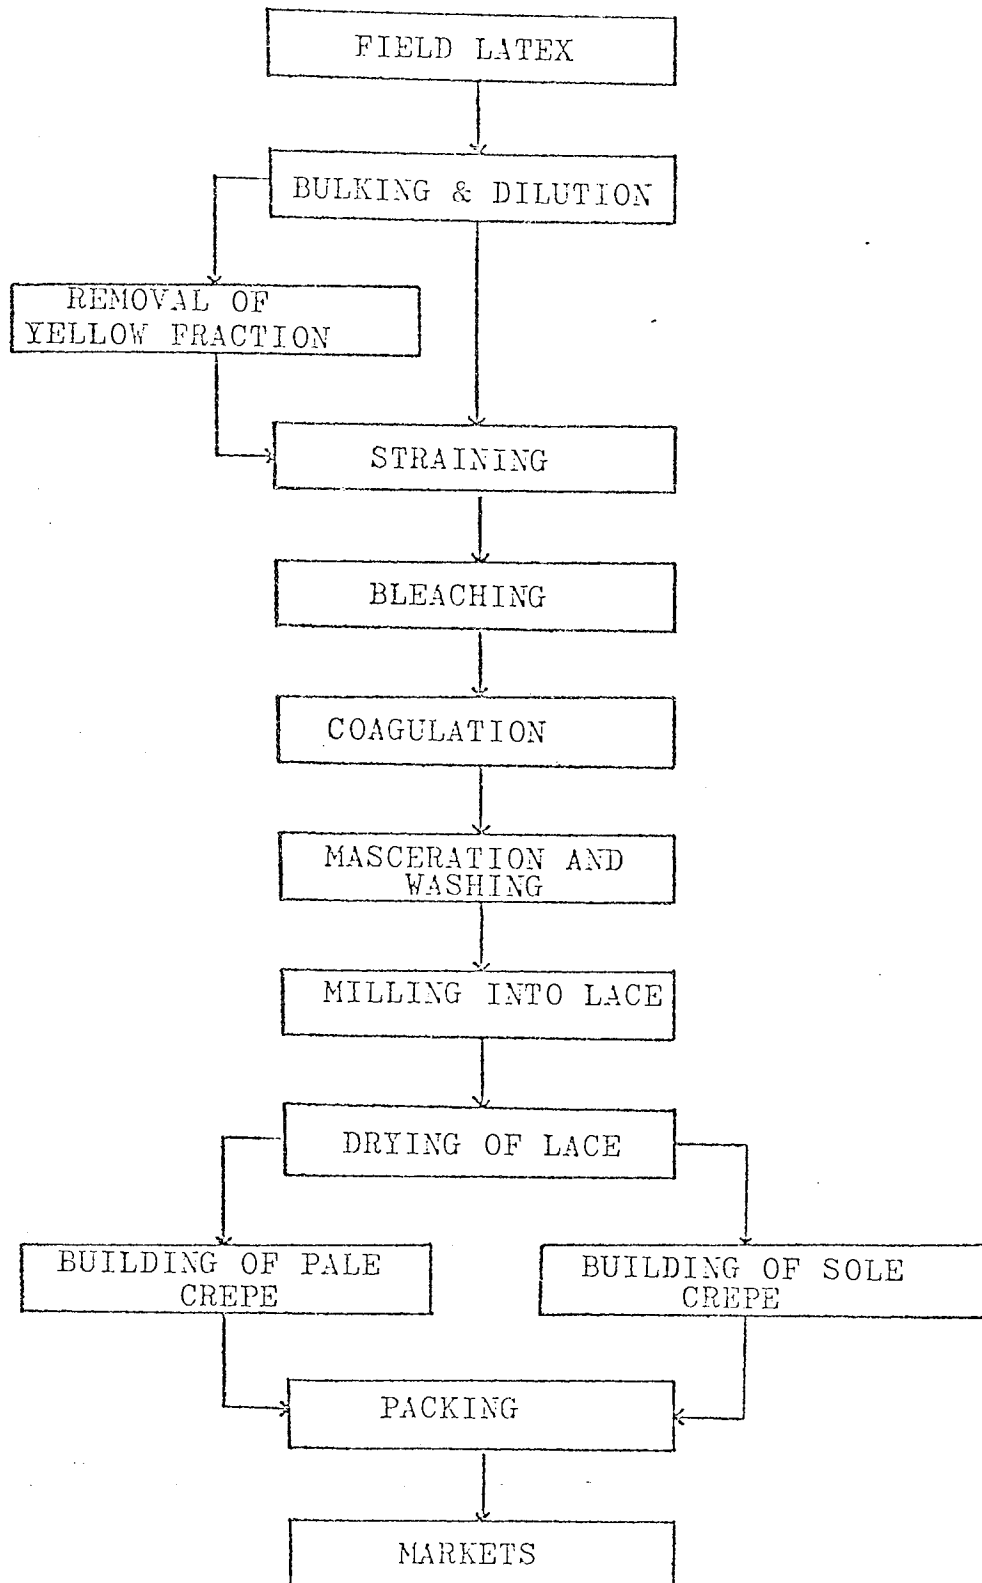 FIELD LATEX
BULKING & DILUTION
REMOVAL OF
YELLOW FRACTION
STRAINING
BLEACHING
COAGULATION
MASCERATION AND
WASHING
MILLING INTO LACE
DRYING OF LACE
BUILDING OF PALE
CREPE
BUILDING OF SOLE
CREPE
PACKING
MARKETS